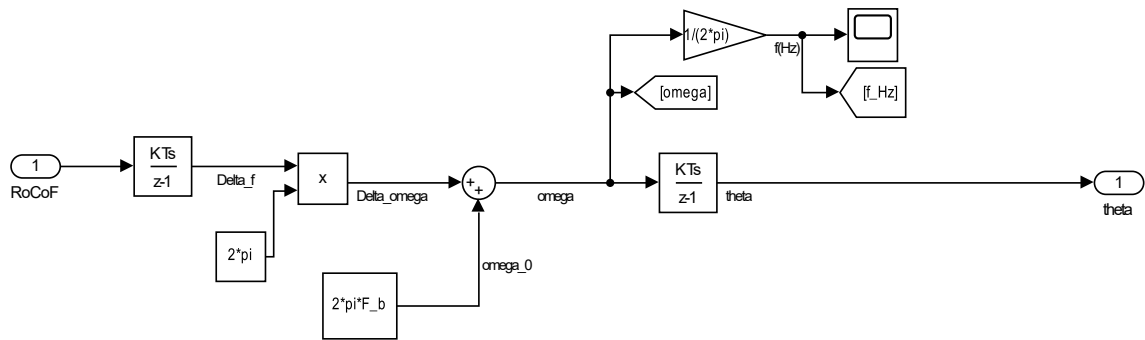 1/(2*pi)
f(Hz)
[omega]
[f_Hz]
1
RoCoF
KTs
z-1
Delta_f
x
2*pi
Delta_omega
+
+
omega
omega_0
2*pi*F_b
KTs
z-1
theta
1
theta